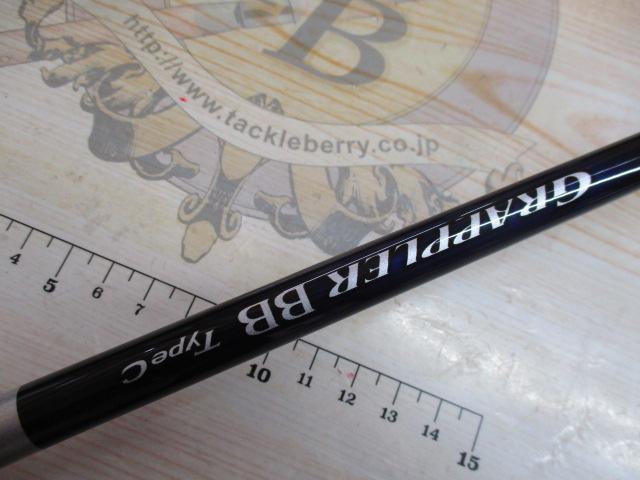 B
http://www.tackleberry.co.jp
GRAPPLER BB Type C
4 5 6 7 10 11 12 13 14 15